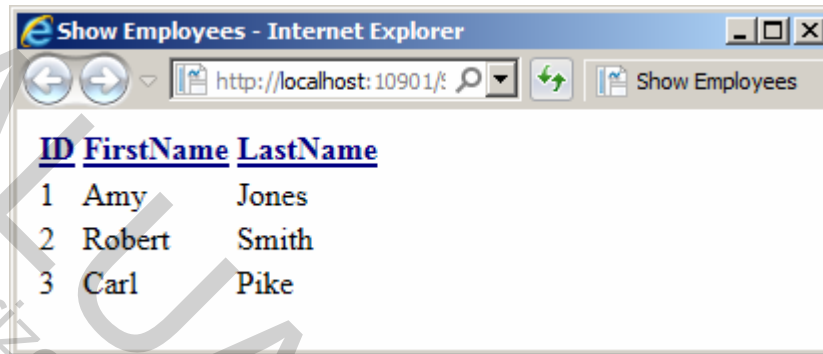 Show Employees - Internet Explorer
http://localhost:10901/
Show Employees
ID FirstName LastName
1 Amy Jones
2 Robert Smith
3 Carl Pike